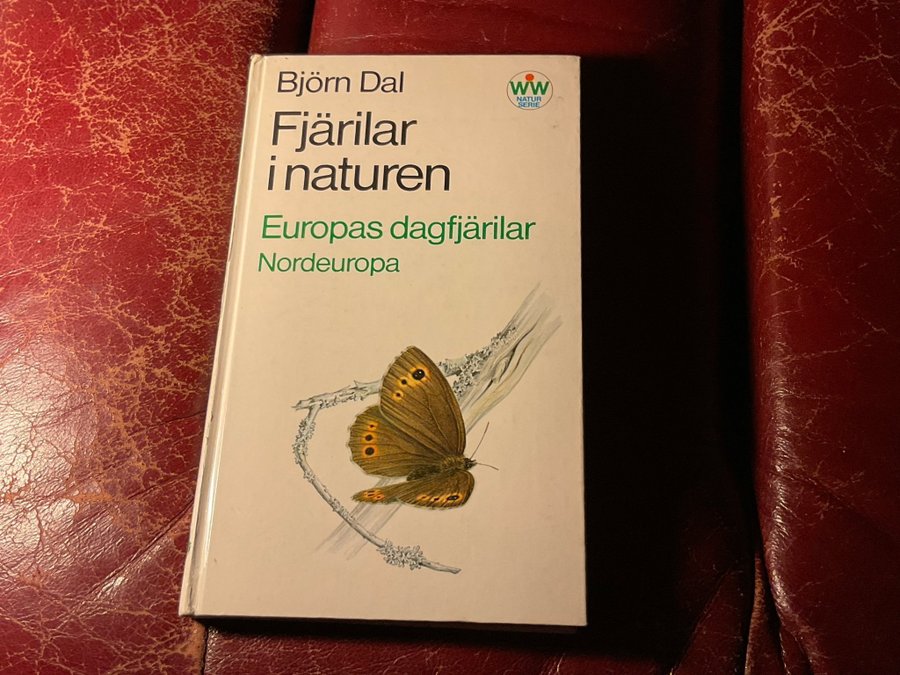 Björn Dal
WW
NATUR
SERIE
Fjärilar
i naturen
Europas dagfjärilar
Nordeuropa